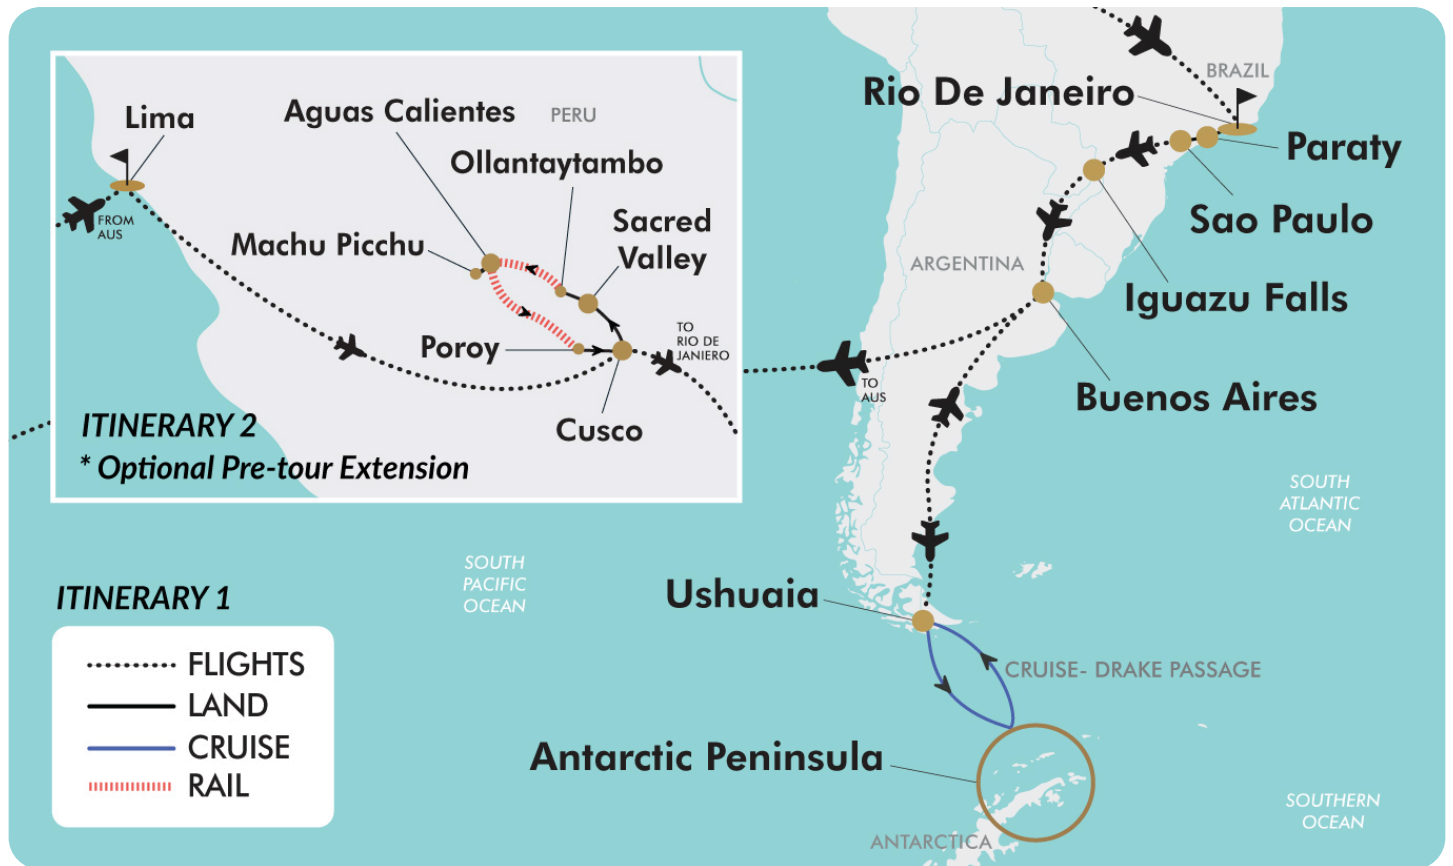 Lima
Aguas Calientes
PERU
Ollantaytambo
Sacred
Valley
Machu Picchu
FROM
AUS
Poroy
TO
RIO DE
JANIERO
Cusco
ITINERARY 2
* Optional Pre-tour Extension
BRAZIL
Rio De Janeiro
Paraty
Sao Paulo
ARGENTINA
Iguazu Falls
TO
AUS
Buenos Aires
SOUTH
ATLANTIC
OCEAN
SOUTH
PACIFIC
OCEAN
Ushuaia
CRUISE- DRAKE PASSAGE
Antarctic Peninsula
ANTARCTICA
SOUTHERN
OCEAN
ITINERARY 1
FLIGHTS
LAND
CRUISE
RAIL